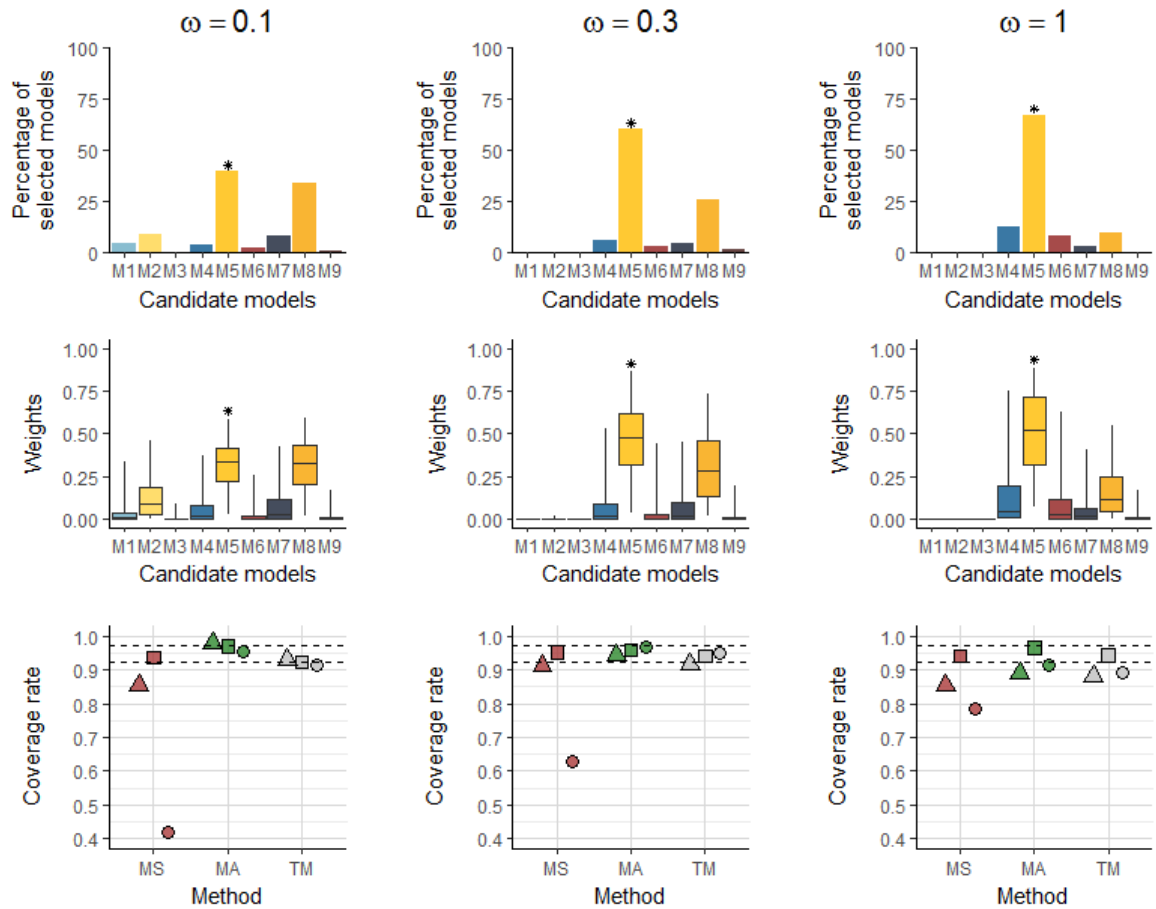 ω = 0.1
ω = 0.3
ω = 1
Percentage of
selected models
100
75
50
25
0
*
M1 M2 M3 M4 M5 M6 M7 M8 M9
Candidate models
Percentage of
selected models
100
75
50
25
0
*
M1 M2 M3 M4 M5 M6 M7 M8 M9
Candidate models
Percentage of
selected models
100
75
50
25
0
*
M1 M2 M3 M4 M5 M6 M7 M8 M9
Candidate models
Weights
1.00
0.75
0.50
0.25
0.00
*
M1 M2 M3 M4 M5 M6 M7 M8 M9
Candidate models
Weights
1.00
0.75
0.50
0.25
0.00
*
M1 M2 M3 M4 M5 M6 M7 M8 M9
Candidate models
Weights
1.00
0.75
0.50
0.25
0.00
*
M1 M2 M3 M4 M5 M6 M7 M8 M9
Candidate models
Coverage rate
1.0
0.9
0.8
0.7
0.6
0.5
0.4
MS MA TM
Method
Coverage rate
1.0
0.9
0.8
0.7
0.6
0.5
0.4
MS MA TM
Method
Coverage rate
1.0
0.9
0.8
0.7
0.6
0.5
0.4
MS MA TM
Method